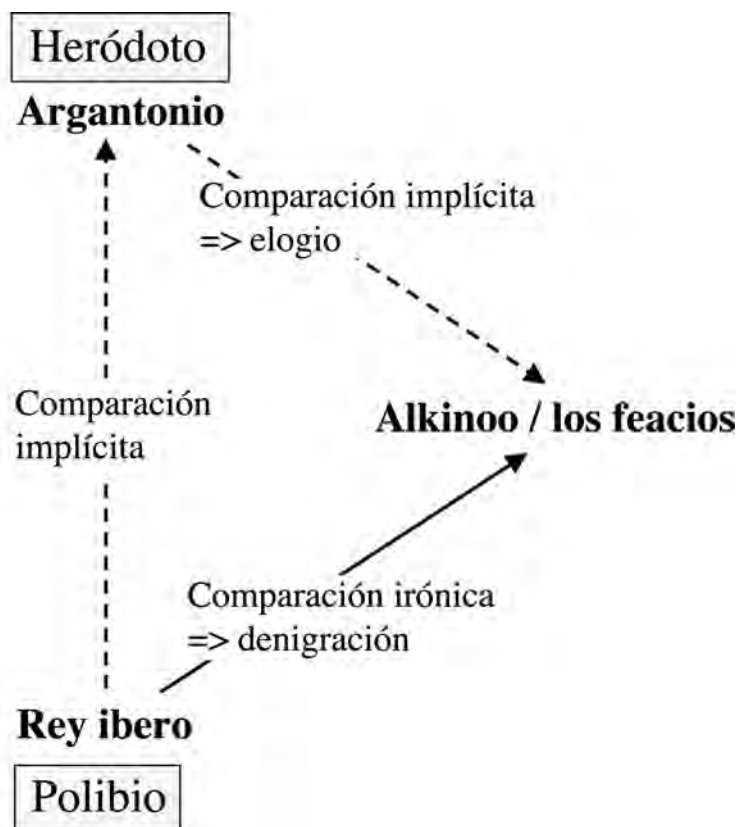 Heródoto
Argantonio
Comparación implícita
=> elogio
Comparación
implícita
Alkinoo / los feacios
Comparación irónica
=> denigración
Rey ibero
Polibio